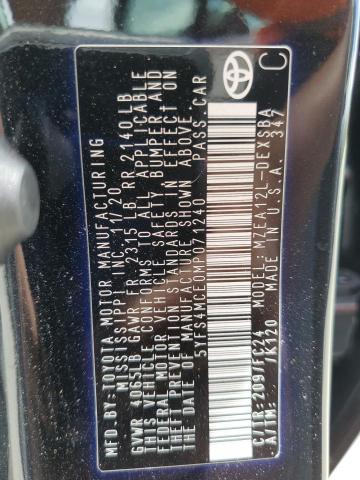 MFD.BY: TOYOTA MOTOR MANUFACTURING
MISSISSIPPI INC. 11/20
GVWR 4065LB GAWR FR 2315 LB RR 2140 LB
THIS VEHICLE CONFORMS TO ALL APPLICABLE
FEDERAL MOTOR VEHICLE SAFETY, BUMPER, AND
THEFT PREVENTION STANDARDS IN EFFECT ON
THE DATE OF MANUFACTURE SHOWN ABOVE.
5YFS4MCE0MP071240 PASS. CAR
C
C/TR: 209/FC24 MODEL: MZEA12L-DEXSBA
A/TM: /K120 MADE IN U.S.A. 347
TOYOTA